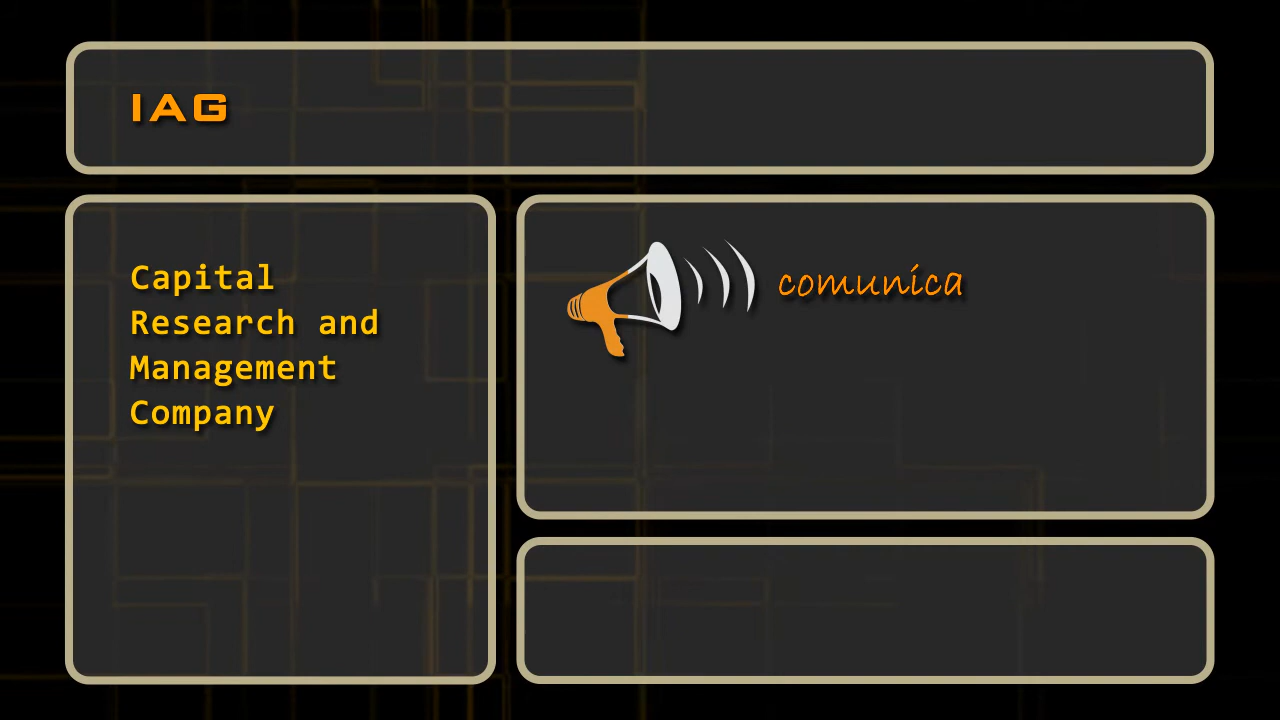 IAG
Capital
Research and
Management
Company
comunica